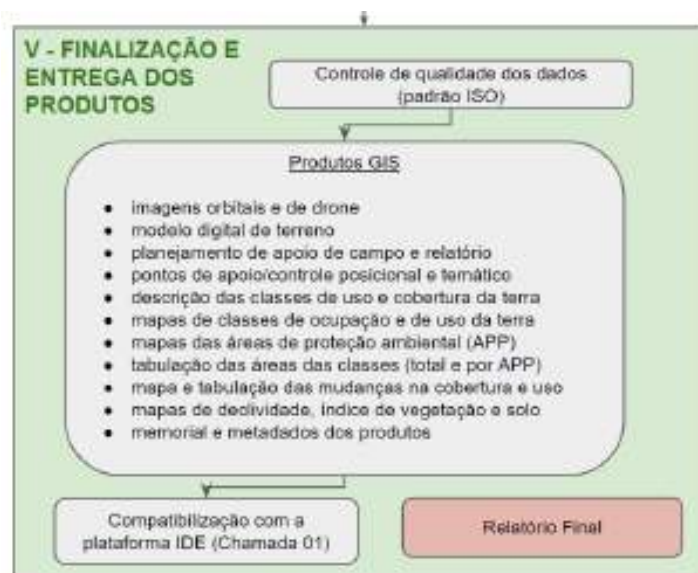 V - FINALIZAÇÃO E
ENTREGA DOS
PRODUTOS
Controle de qualidade dos dados
(padrão ISO)
Produtos GIS
● imagens orbitais e de drone
● modelo digital de terreno
● planejamento de apoio de campo e relatório
● pontos de apoio/controle posicional e temático
● descrição das classes de uso e cobertura da terra
● mapas de classes de ocupação e de uso da terra
● mapas das áreas de proteção ambiental (APP)
● tabulação das áreas das classes (total e por APP)
● mapa e tabulação das mudanças na cobertura e uso
● mapas de declividade, índice de vegetação e solo
● memorial e metadados dos produtos
Compatibilização com a
plataforma IDE (Chamada 01)
Relatório Final